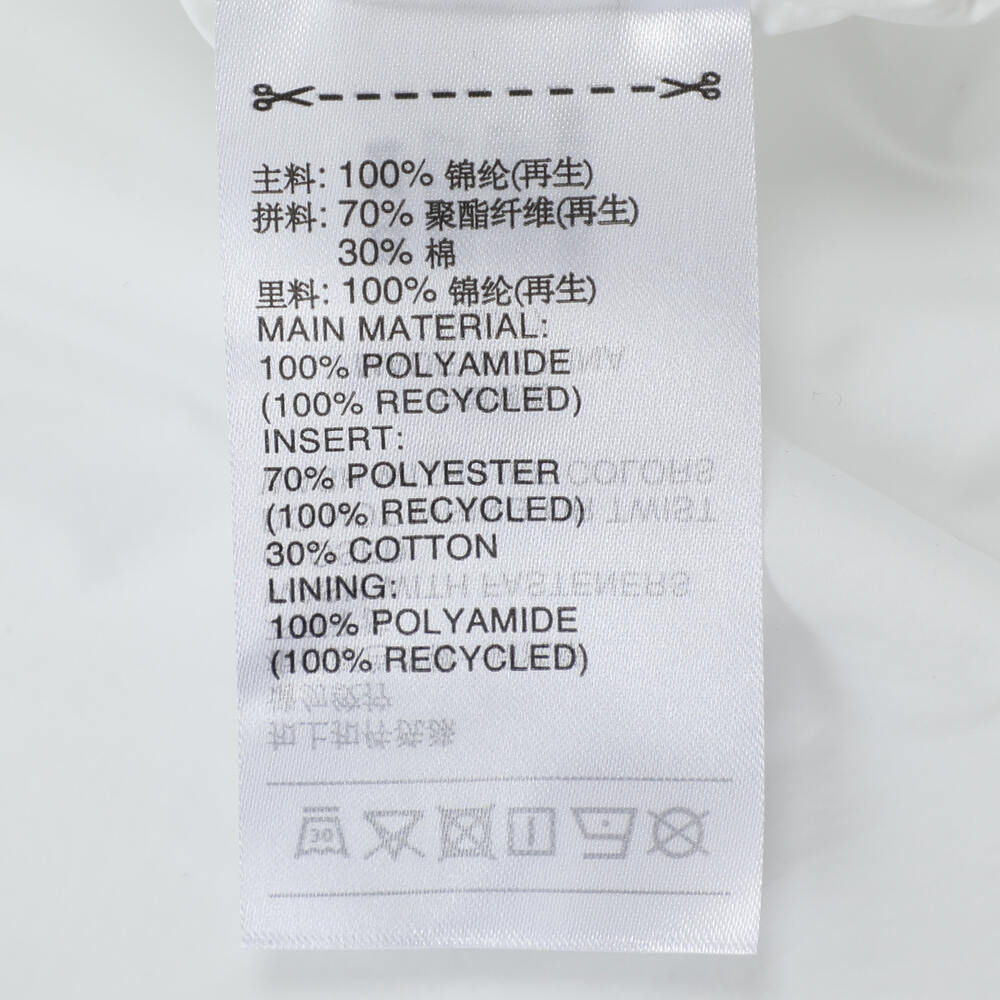 主料: 100% 锦纶(再生)
拼料: 70% 聚酯纤维(再生)
30% 棉
里料: 100% 锦纶(再生)
MAIN MATERIAL:
100% POLYAMIDE
(100% RECYCLED)
INSERT:
70% POLYESTER
(100% RECYCLED)
30% COTTON
LINING:
100% POLYAMIDE
(100% RECYCLED)